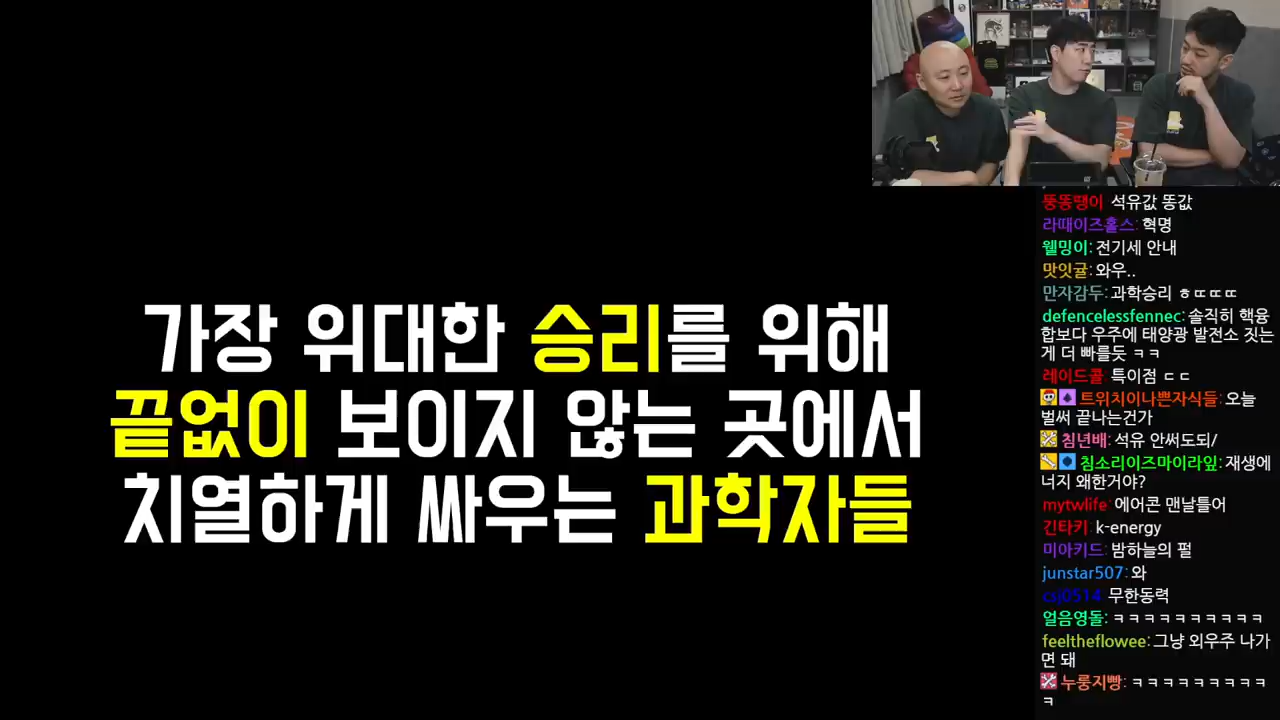 가장 위대한 승리를 위해
끝없이 보이지 않는 곳에서
치열하게 싸우는 과학자들
뚱똥땡이 석유값 똥값
라때이즈홀스: 혁명
웰밍이: 전기세 안내
맛잇귤: 와우..
만자감두: 과학승리 ㅎㄸㄸㄸ
defencelessfennec: 솔직히 핵융
합보다 우주에 태양광 발전소 짓는
게 더 빠를듯 ㅋㅋ
레이드콜: 특이점 ㄷㄷ
트위치이나쁜자식들: 오늘
벌써 끝나는건가
침년배: 석유 안써도되/
침소리이즈마이라잎: 재생에
너지 왜한거야?
mytwlife: 에어콘 맨날틀어
긴타키: k-energy
미아키드: 밤하늘의 펄
junstar507: 와
csj0514: 무한동력
얼음영돌: ㅋㅋㅋㅋㅋㅋㅋㅋㅋㅋ
feeltheflowee: 그냥 외우주 나가
면 돼
누룽지빵: ㅋㅋㅋㅋㅋㅋㅋㅋㅋ
ㅋ